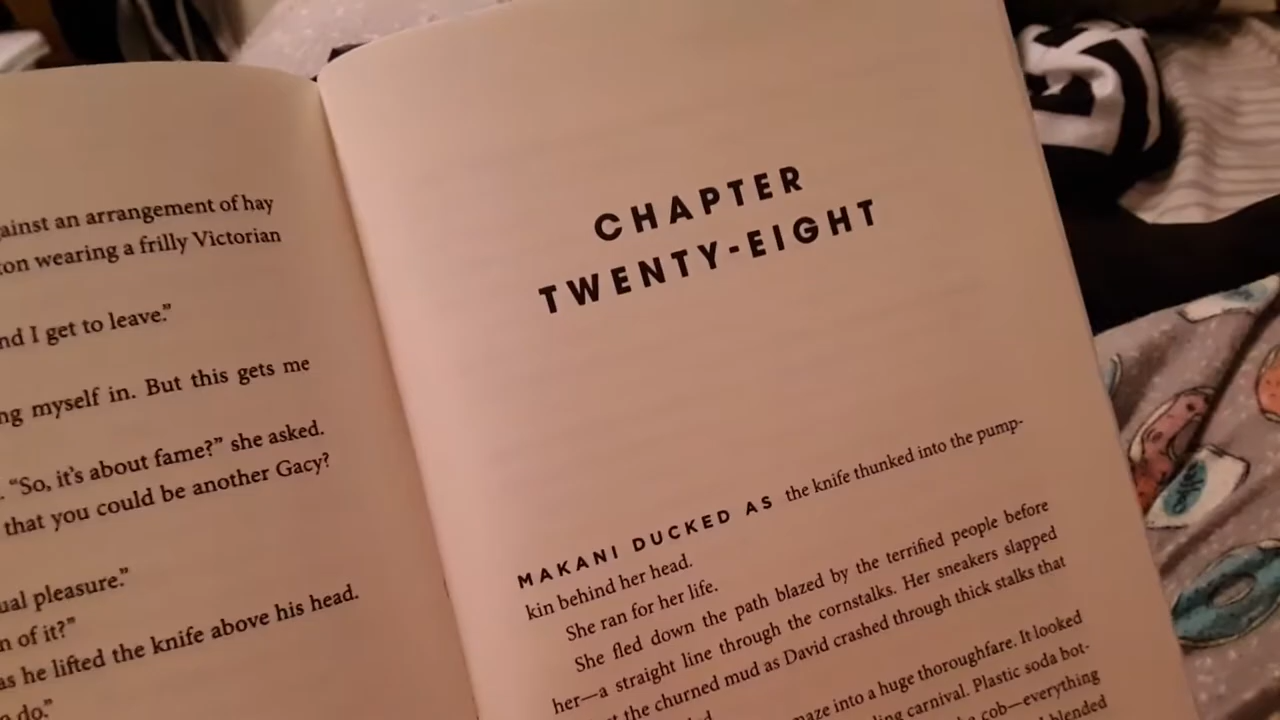 ainst an arrangement of hay
on wearing a frilly Victorian
nd I get to leave.”
ng myself in. But this gets me
. “So, it’s about fame?” she asked.
that you could be another Gacy?
ual pleasure.”
n of it?”
as he lifted the knife above his head.
do.”
CHAPTER
TWENTY-EIGHT
MAKANI DUCKED AS the knife thunked into the pump-
kin behind her head.
She ran for her life.
She fled down the path blazed by the terrified people before
her—a straight line through the cornstalks. Her sneakers slapped
the churned mud as David crashed through thick stalks that
maze into a huge thoroughfare. It looked
ling carnival. Plastic soda bot-
cob—everything
blended